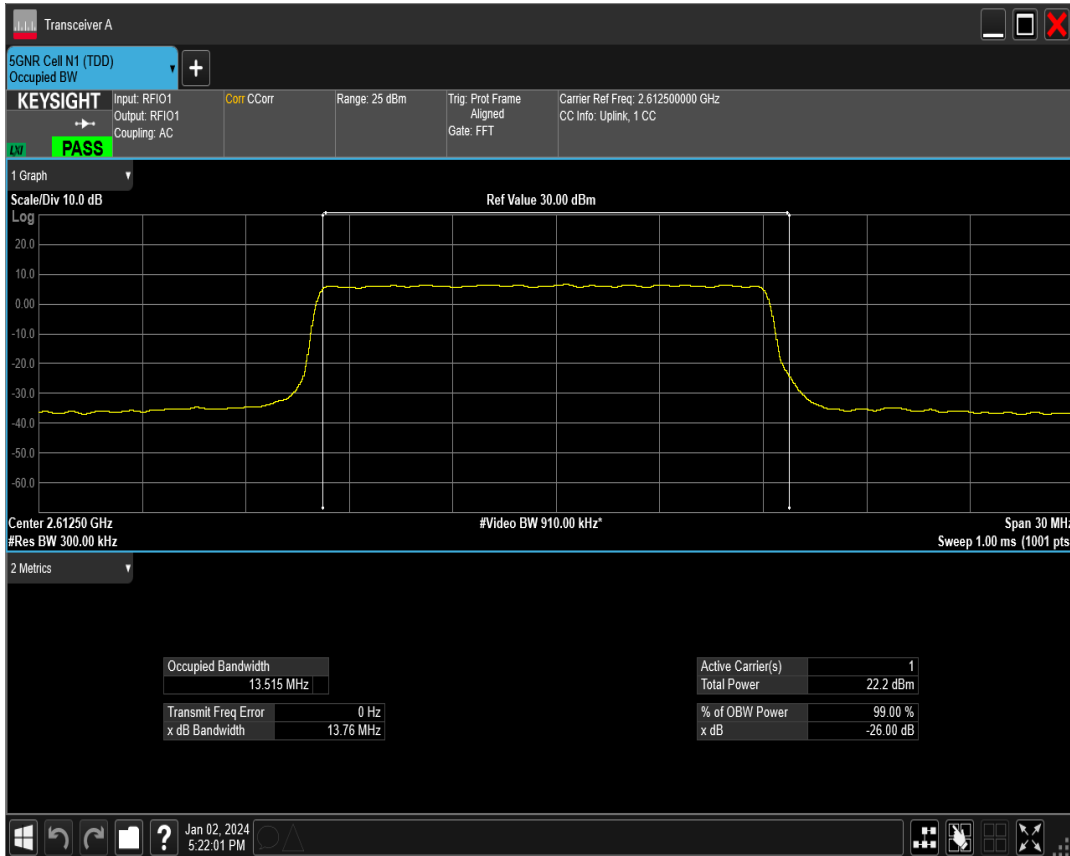 Transceiver A
5GNR Cell N1 (TDD)
Occupied BW
+
KEYSIGHT
LXI
PASS
Input: RFIO1
Output: RFIO1
Coupling: AC
Corr CCorr
Range: 25 dBm
Trig: Prot Frame
Aligned
Gate: FFT
Carrier Ref Freq: 2.612500000 GHz
CC Info: Uplink, 1 CC
1 Graph
Scale/Div 10.0 dB
Ref Value 30.00 dBm
Log
20.0
10.0
0.00
-10.0
-20.0
-30.0
-40.0
-50.0
-60.0
Center 2.61250 GHz
#Video BW 910.00 kHz*
Span 30 MHz
#Res BW 300.00 kHz
Sweep 1.00 ms (1001 pts
2 Metrics
Occupied Bandwidth
13.515 MHz
Transmit Freq Error 0 Hz
x dB Bandwidth 13.76 MHz
Active Carrier(s) 1
Total Power 22.2 dBm
% of OBW Power 99.00 %
x dB -26.00 dB
?
Jan 02, 2024
5:22:01 PM